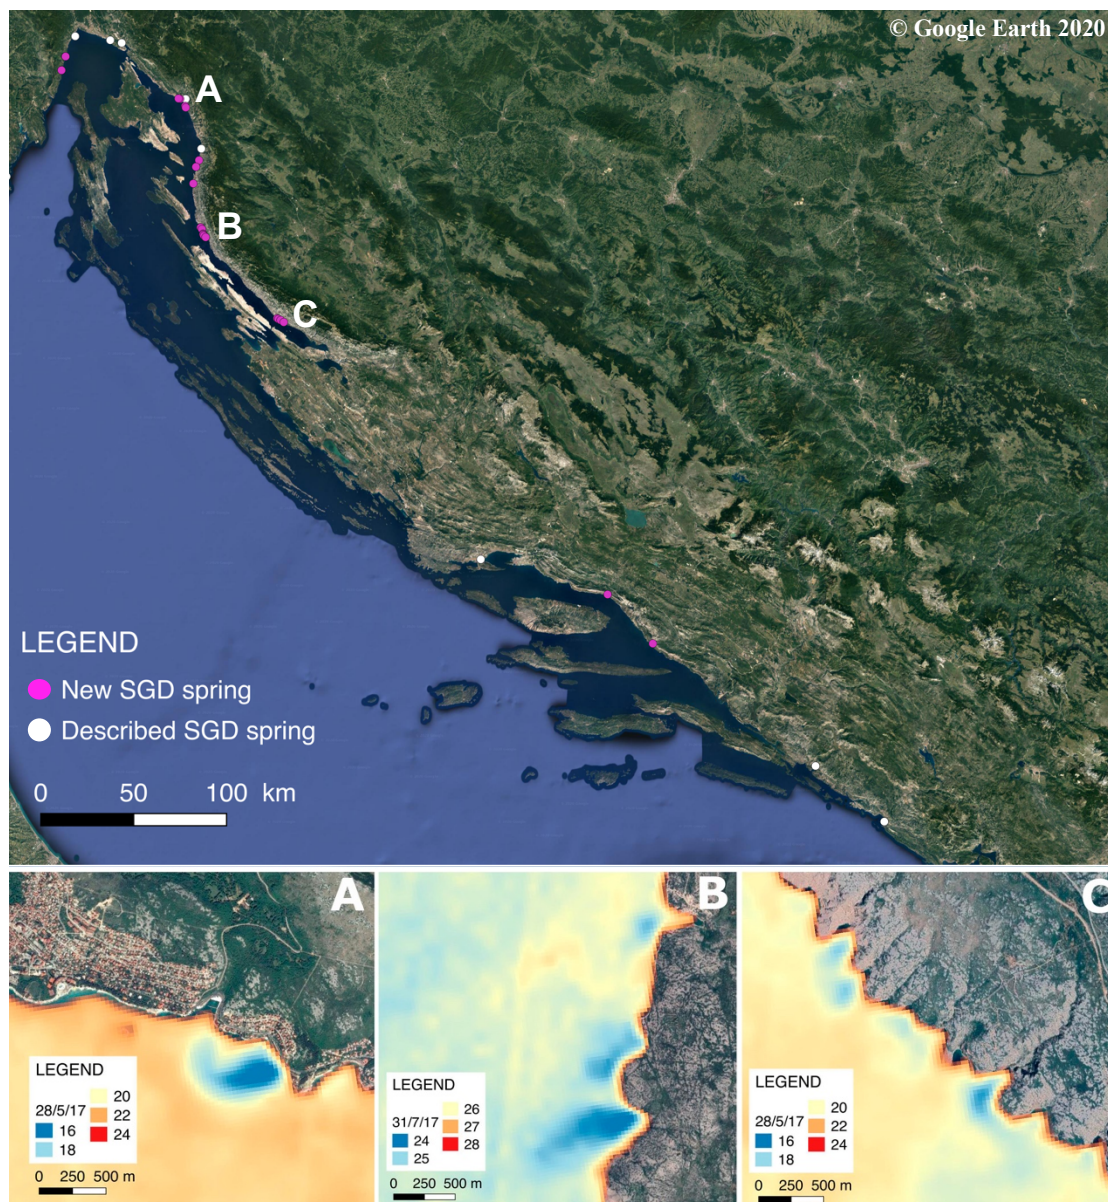 © Google Earth 2020
A
B
C
LEGEND
New SGD spring
Described SGD spring
0 50 100 km
A
LEGEND
28/5/17
16
18
20
22
24
0 250 500 m
B
LEGEND
31/7/17
24
25
26
27
28
0 250 500 m
C
LEGEND
28/5/17
16
18
20
22
24
0 250 500 m